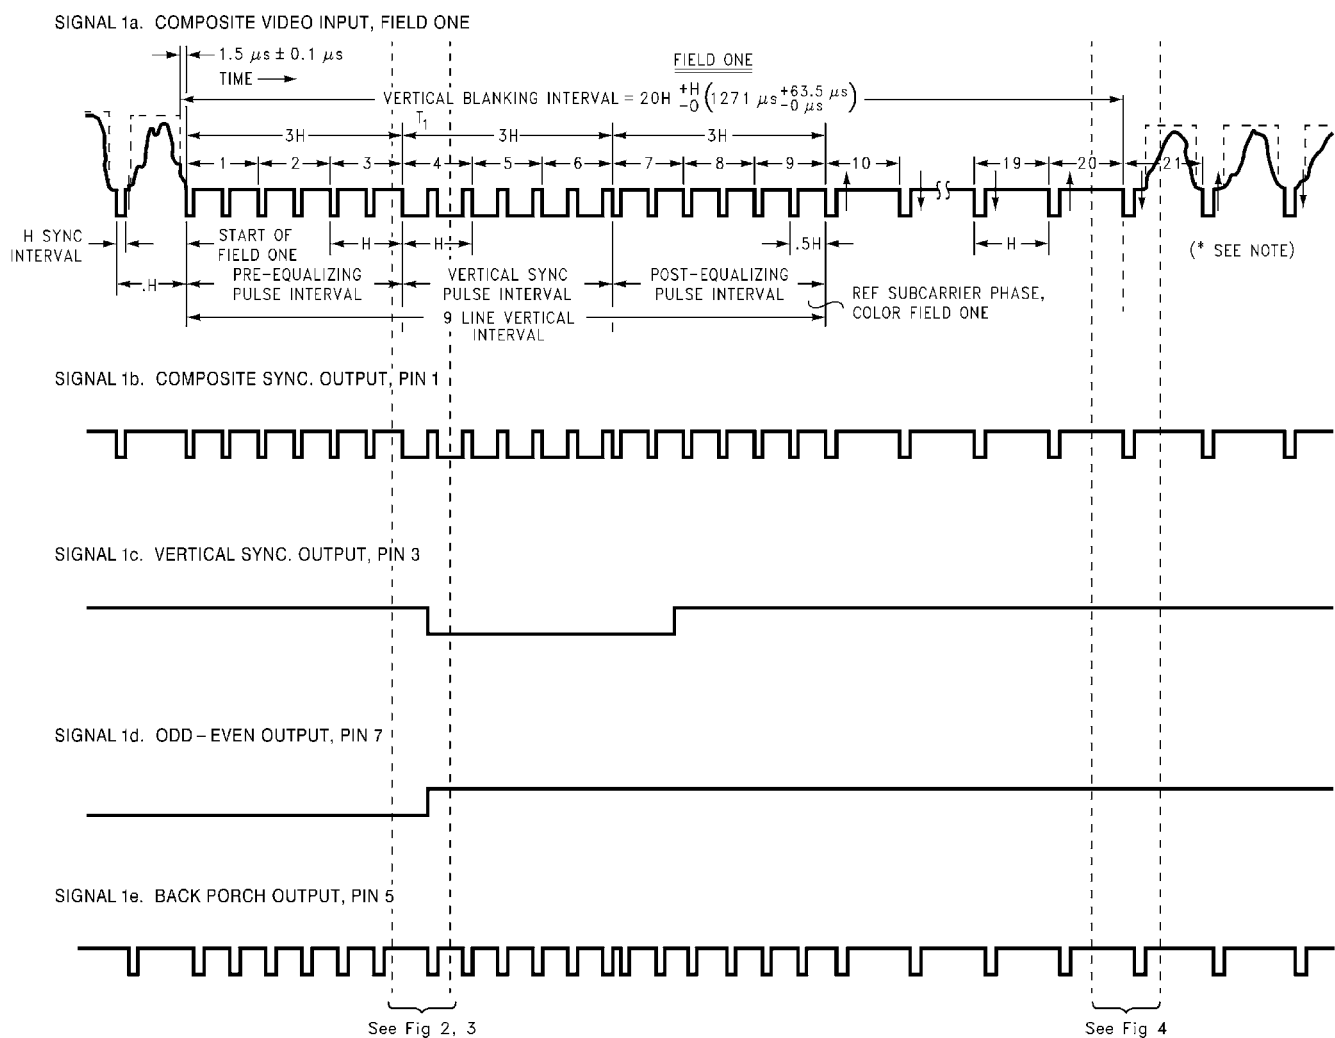 SIGNAL 1a. COMPOSITE VIDEO INPUT, FIELD ONE
1.5 µs ± 0.1 µs
TIME
FIELD ONE
VERTICAL BLANKING INTERVAL = 20H +H -0 (1271 µs +63.5 µs -0 µs)
T1
3H 3H 3H
1 2 3 4 5 6 7 8 9 10 19 20 21
H SYNC INTERVAL
START OF FIELD ONE
H H .5H H
(* SEE NOTE)
.H
PRE-EQUALIZING PULSE INTERVAL
VERTICAL SYNC PULSE INTERVAL
POST-EQUALIZING PULSE INTERVAL
REF SUBCARRIER PHASE, COLOR FIELD ONE
9 LINE VERTICAL INTERVAL
SIGNAL 1b. COMPOSITE SYNC. OUTPUT, PIN 1
SIGNAL 1c. VERTICAL SYNC. OUTPUT, PIN 3
SIGNAL 1d. ODD – EVEN OUTPUT, PIN 7
SIGNAL 1e. BACK PORCH OUTPUT, PIN 5
See Fig 2, 3
See Fig 4